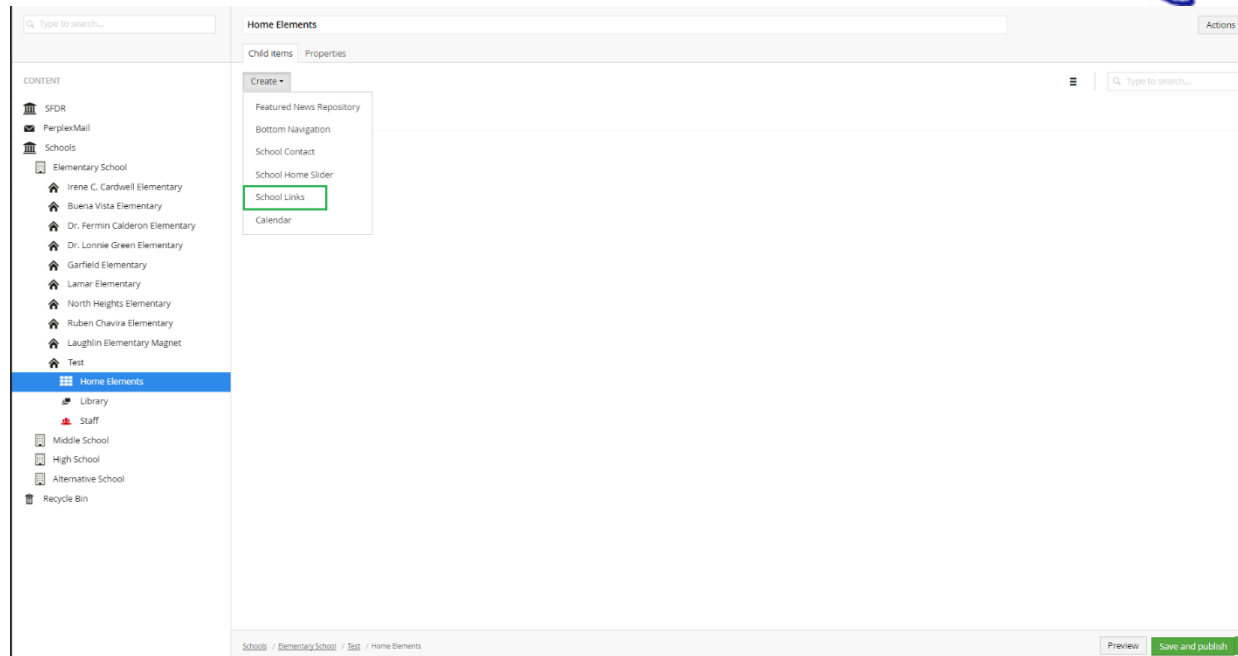 Type to search...
Home Elements
Actions
Child items Properties
CONTENT
Create
Type to search...
SFDR
PerplexMail
Schools
Elementary School
Irene C. Cardwell Elementary
Buena Vista Elementary
Dr. Fermin Calderon Elementary
Dr. Lonnie Green Elementary
Garfield Elementary
Lamar Elementary
North Heights Elementary
Ruben Chavira Elementary
Laughlin Elementary Magnet
Test
Home Elements
Library
Staff
Middle School
High School
Alternative School
Recycle Bin
Featured News Repository
Bottom Navigation
School Contact
School Home Slider
School Links
Calendar
Schools / Elementary School / Test / Home Elements
Preview Save and publish